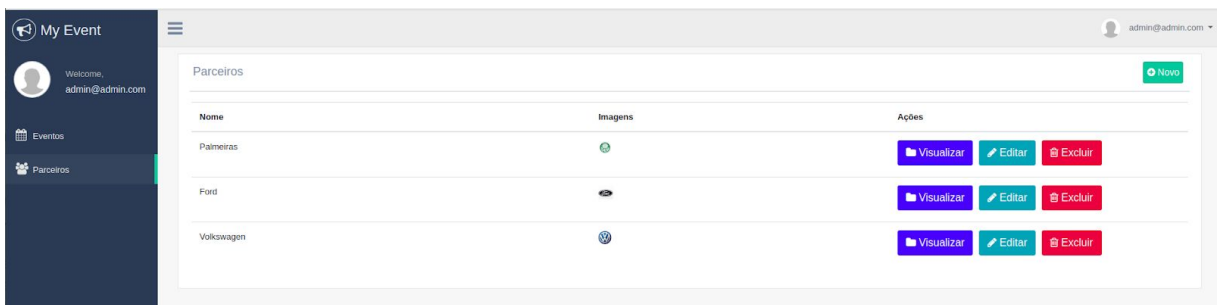 My Event
admin@admin.com
Welcome,
admin@admin.com
Eventos
Parceiros
Parceiros
Novo
Nome Imagens Ações
Palmeiras Visualizar Editar Excluir
Ford Visualizar Editar Excluir
Volkswagen Visualizar Editar Excluir